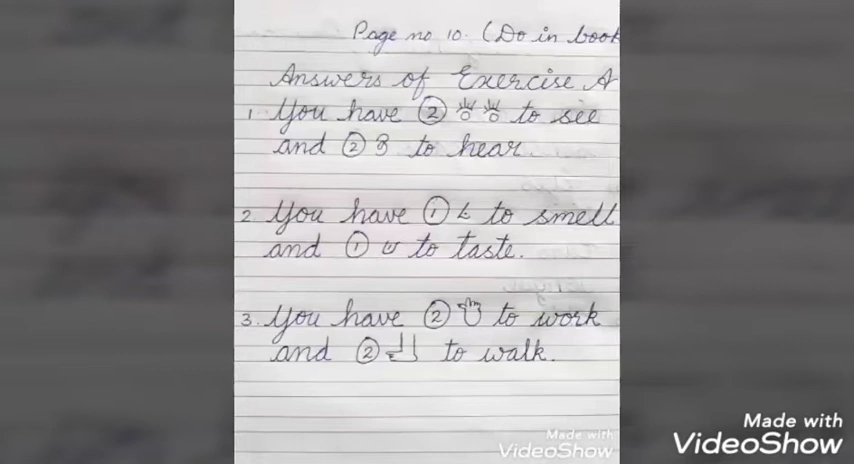 Page no 10. (Do in book
Answers of Exercise A
1. You have ② to see
and ② to hear.
2. You have ① to smell
and ① to taste.
3. You have ② to work
and ② to walk.
Made with
VideoShow
Made with
VideoShow